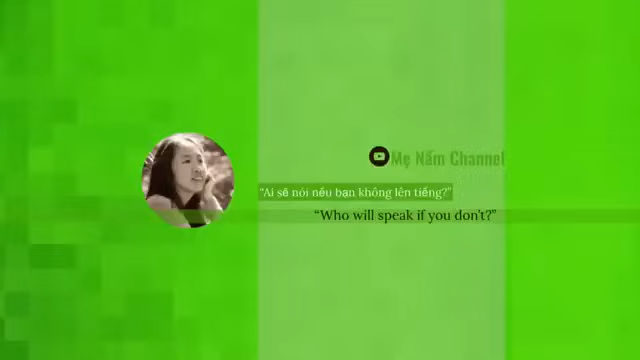 Mẹ Nấm Channel
"Ai sẽ nói nếu bạn không lên tiếng?"
"Who will speak if you don't?"